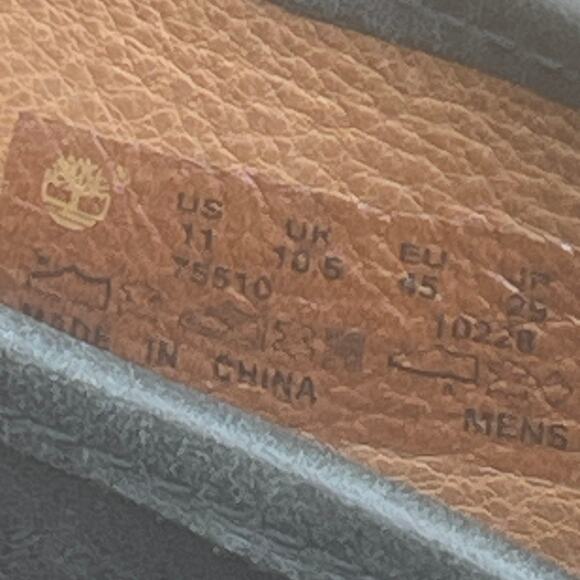 US UK EU JP
11 10.5 45 29
75510 10220
MADE IN CHINA
MENS